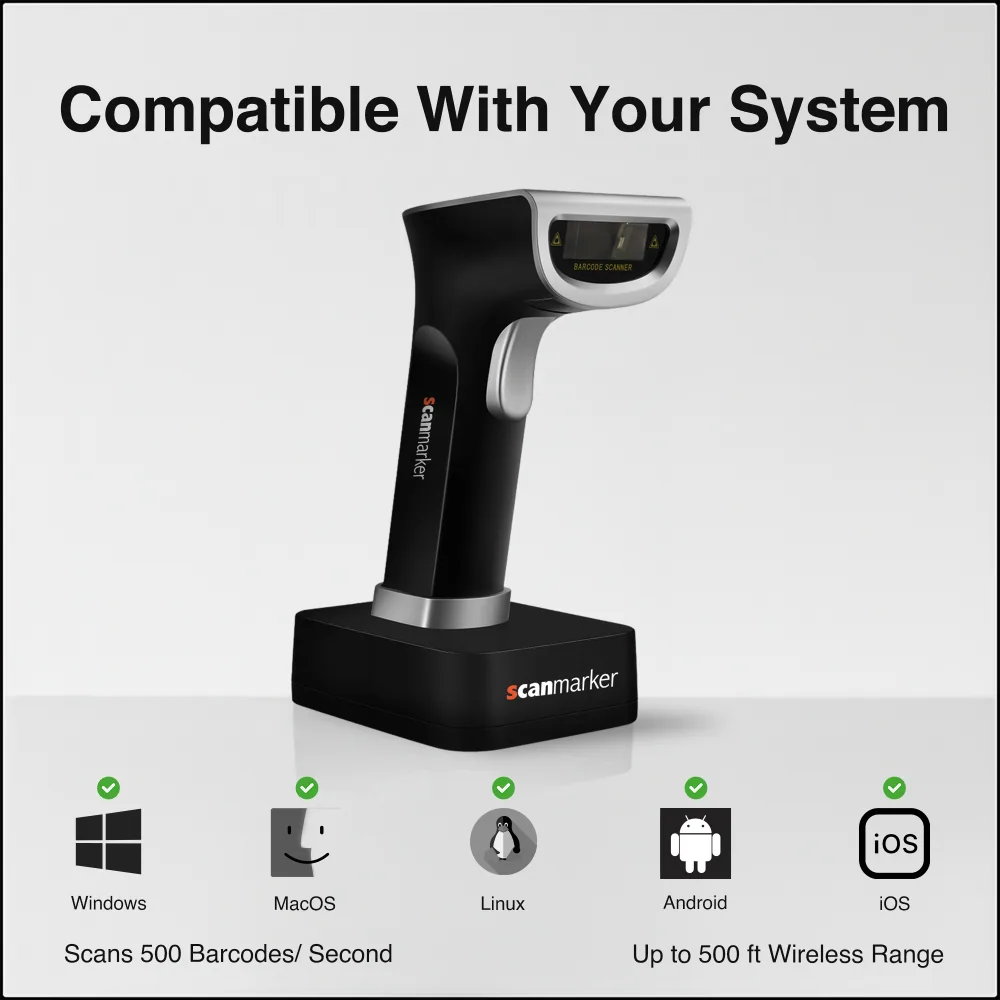 Compatible With Your System
BARCODE SCANNER
scanmarker
scanmarker
Windows
MacOS
Linux
Android
iOS
iOS
Scans 500 Barcodes/ Second
Up to 500 ft Wireless Range